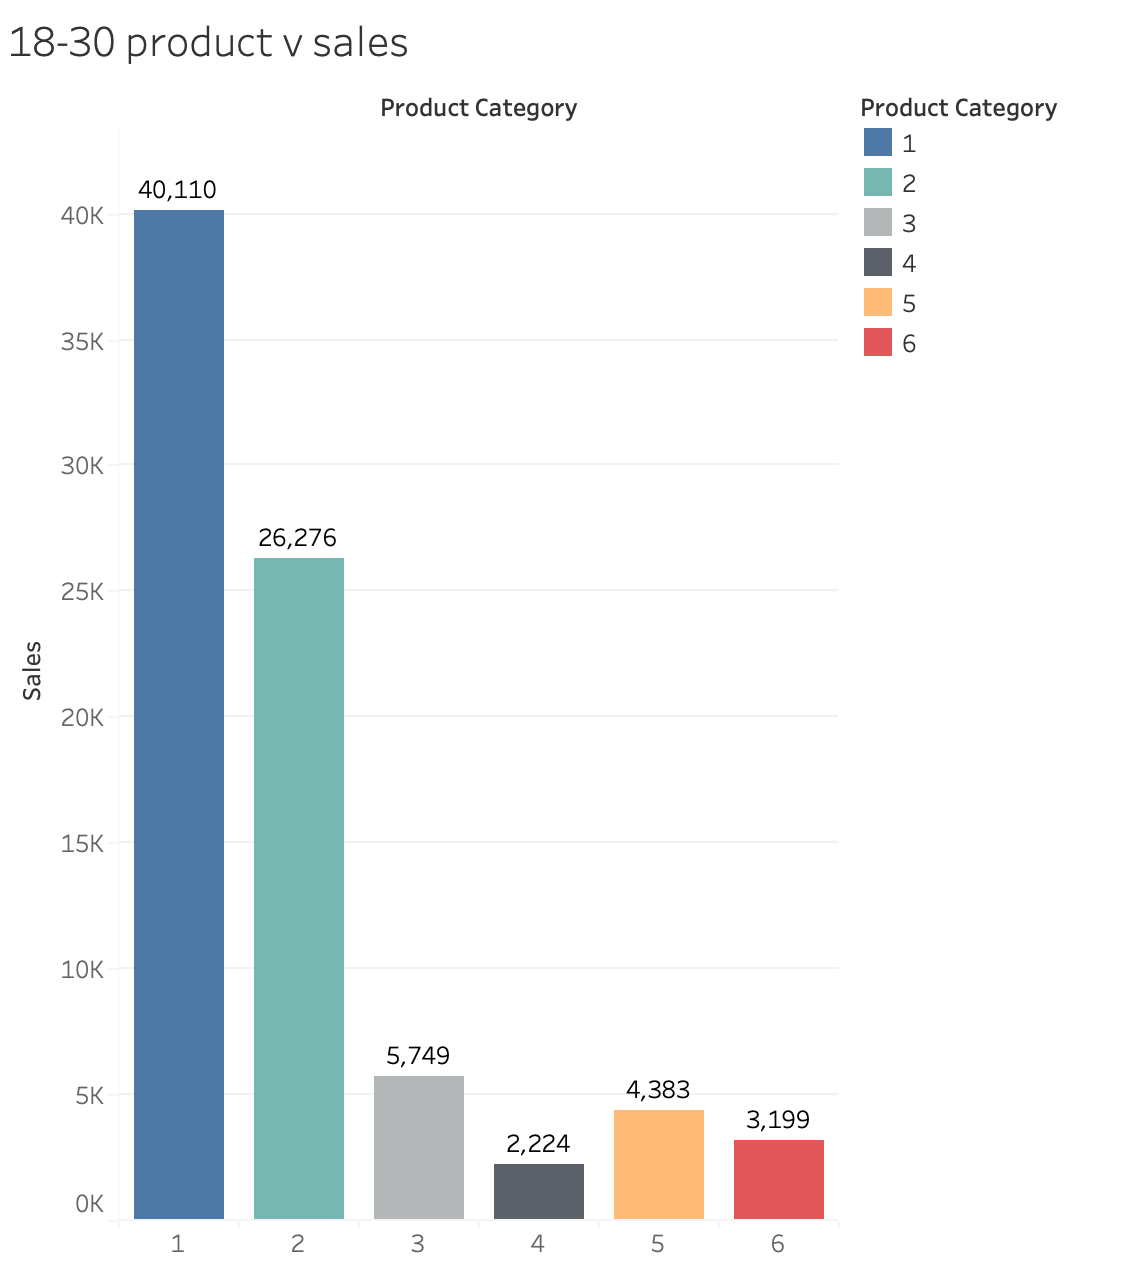 18-30 product v sales
Product Category
Product Category
1
2
3
4
5
6
40,110
40K
35K
30K
26,276
25K
Sales
20K
15K
10K
5,749
5K
4,383
3,199
2,224
0K
1 2 3 4 5 6